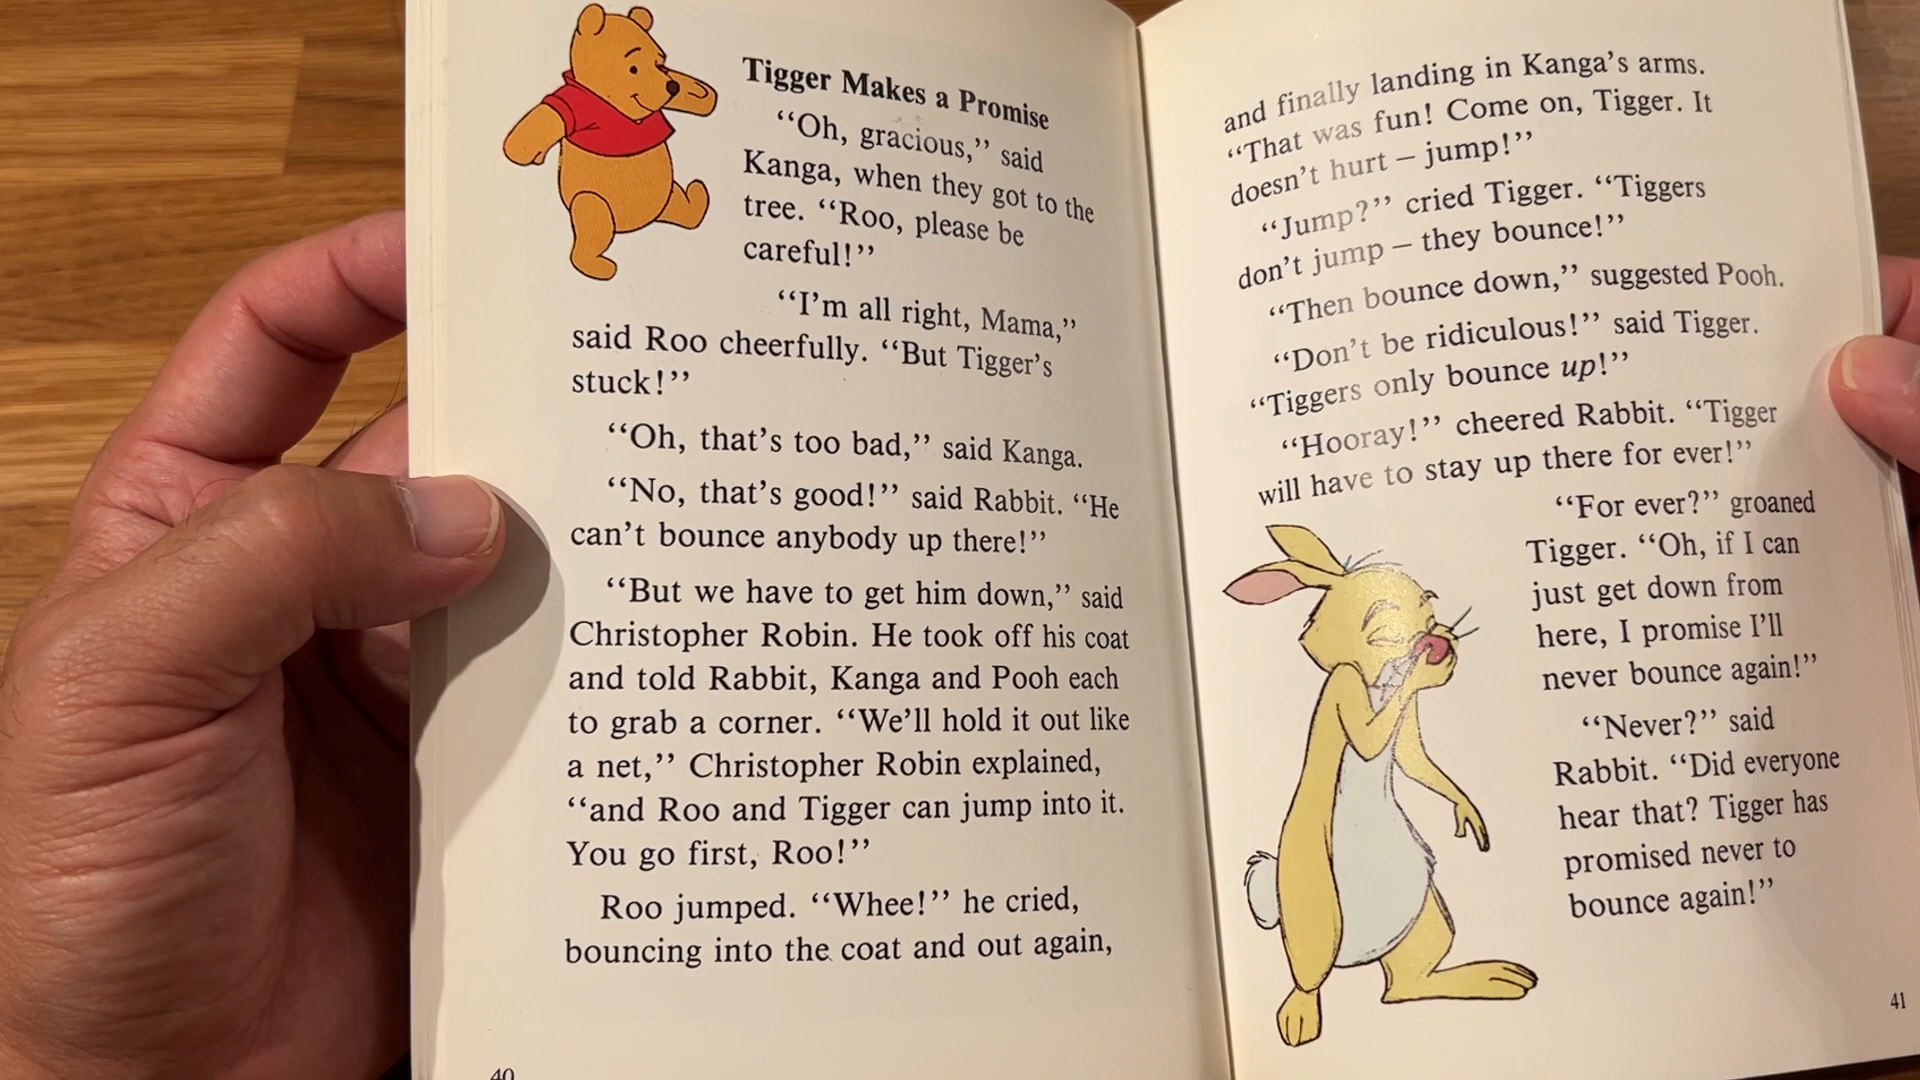 Tigger Makes a Promise
“Oh, gracious,” said
Kanga, when they got to the
tree. “Roo, please be
careful!”
“I’m all right, Mama,”
said Roo cheerfully. “But Tigger’s
stuck!”
“Oh, that’s too bad,” said Kanga.
“No, that’s good!” said Rabbit. “He
can’t bounce anybody up there!”
“But we have to get him down,” said
Christopher Robin. He took off his coat
and told Rabbit, Kanga and Pooh each
to grab a corner. “We’ll hold it out like
a net,” Christopher Robin explained,
“and Roo and Tigger can jump into it.
You go first, Roo!”
Roo jumped. “Whee!” he cried,
bouncing into the coat and out again,
40
and finally landing in Kanga’s arms.
“That was fun! Come on, Tigger. It
doesn’t hurt – jump!”
“Jump?” cried Tigger. “Tiggers
don’t jump – they bounce!”
“Then bounce down,” suggested Pooh.
“Don’t be ridiculous!” said Tigger.
“Tiggers only bounce up!”
“Hooray!” cheered Rabbit. “Tigger
will have to stay up there for ever!”
“For ever?” groaned
Tigger. “Oh, if I can
just get down from
here, I promise I’ll
never bounce again!”
“Never?” said
Rabbit. “Did everyone
hear that? Tigger has
promised never to
bounce again!”
41